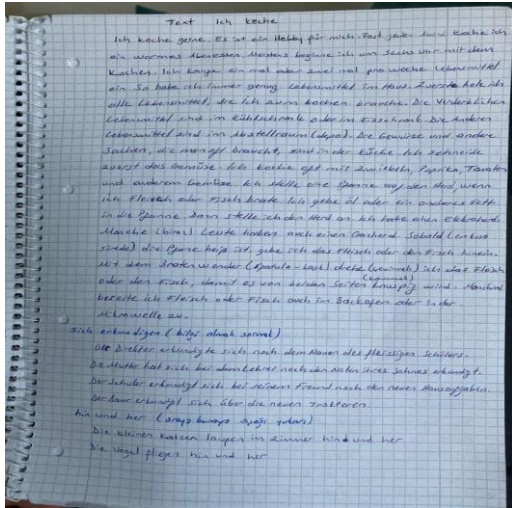 Text Ich koche
Ich koche gerne. Es ist ein Hobby für mich. Fast jeden Abend koche ich
ein warmes Abendessen. Meistens beginne ich um sechs Uhr mit dem
Kochen. Ich kaufe ein mal oder zwei mal pro woche Lebensmittel
ein. So habe ich immer genug Lebensmittel im Haus. Zuerst hole ich
alle Lebensmittel, die ich zum kochen brauche. Die Verderblichen
Lebensmittel sind im Kühlschrank oder im Eisschrank. Die Anderen
Lebensmittel sind im Abstellraum (depo). Die Gewürze und andere
Sachen, die man oft braucht, sind in der Küche. Ich schneide
zuerst das Gemüse. Ich koche oft mit Zwiebeln, Paprika, Tomaten
und anderem Gemüse. Ich stelle eine Pfanne auf den Herd, wenn
ich Fleisch oder Fisch brate. Ich gebe öl oder ein anderes Fett
in die Pfanne. Dann stelle ich den Herd an. Ich habe einen Elektroherd.
Manche (bazı) Leute haben auch einen Gasherd. Sobald
die Pfanne heiß ist, gebe ich das Fleisch oder den Fisch hinein.
Mit dem Bratenwender (spatula) drehe (çevirmek) ich das Fleisch
oder den Fisch, damit es von beiden Seiten knusprig wird. Manchmal
bereite ich Fleisch oder Fisch auch im Backofen oder in der
Mikrowelle zu.
sich erkundigen (bilgi almak sormak)
Der Direktor erkundigte sich nach dem Namen des fleissigen Schülers.
Die Mutter hat sich bei dem Lehrer nach den Noten ihres Sohnes erkundigt.
Der Schuler erkundigt sich bei seinem Freund nach den neuen Hausaufgaben.
Der Bauer erkundigt sich über die neuen Traktoren.
hin und her
Die kleinen Katzen laufen im Zimmer hin und her
Die Vögel fliegen hin und her